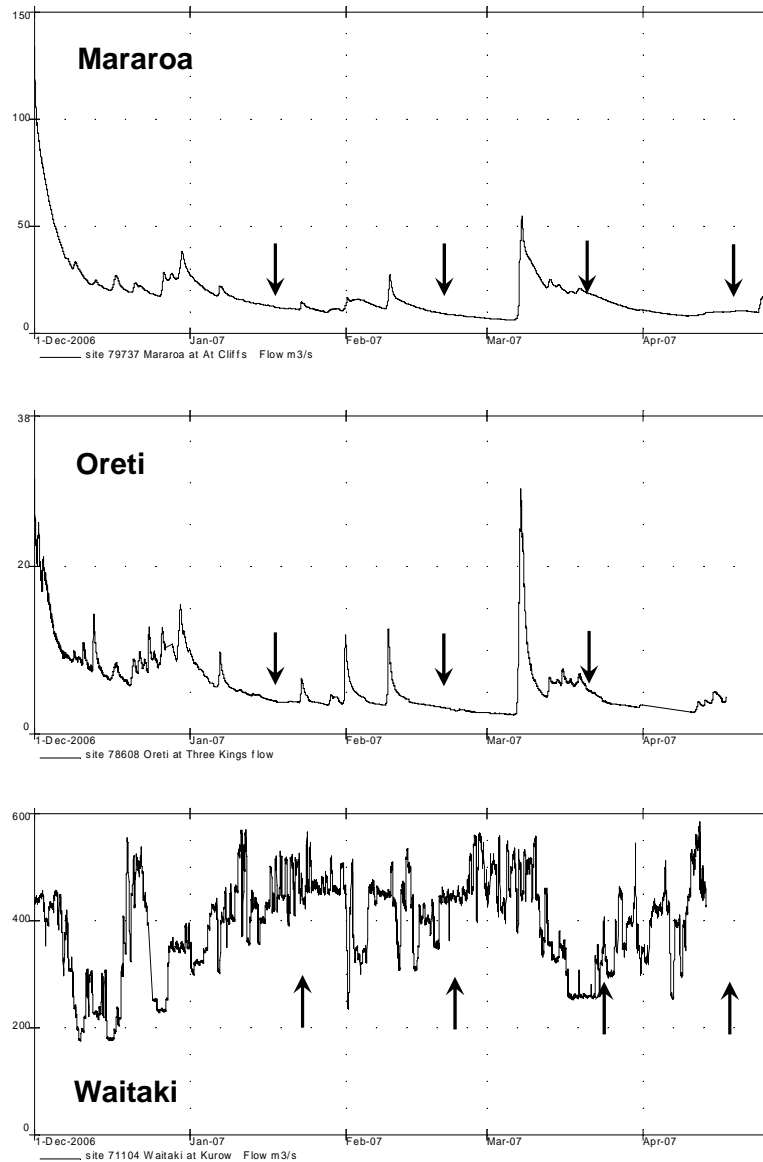 150
Mararoa
100
50
0
1-Dec-2006 Jan-07 Feb-07 Mar-07 Apr-07
site 79737 Mararoa at At Cliffs Flow m3/s
38
Oreti
20
0
1-Dec-2006 Jan-07 Feb-07 Mar-07 Apr-07
site 78608 Oreti at Three Kings flow
600
400
200
Waitaki
0
1-Dec-2006 Jan-07 Feb-07 Mar-07 Apr-07
site 71104 Waitaki at Kurow Flow m3/s